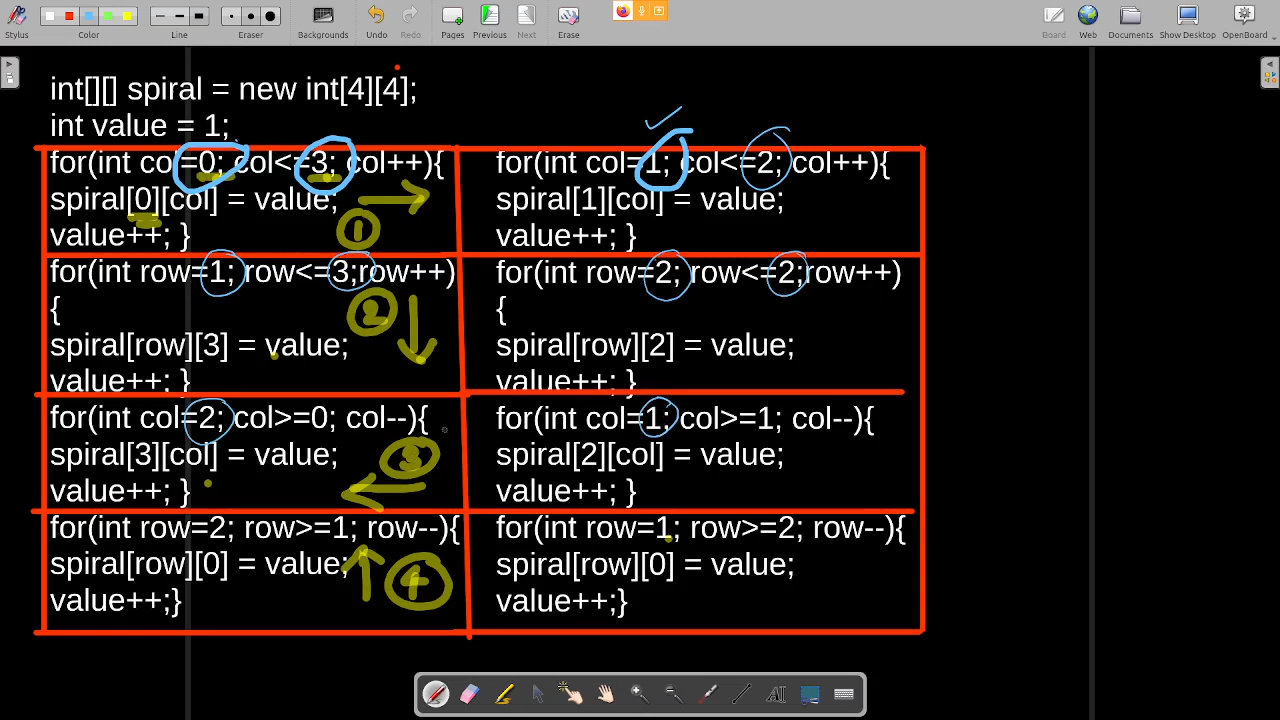 Stylus
Color
Line
Eraser
Backgrounds
Undo
Redo
Pages
Previous
Next
Erase
Board
Web
Documents
Show Desktop
OpenBoard
int[][] spiral = new int[4][4];
int value = 1;
for(int col=0; col<=3; col++){
spiral[0][col] = value;
value++; }
1
for(int row=1; row<=3;row++)
{
spiral[row][3] = value;
value++; }
2
for(int col=2; col>=0; col--){
spiral[3][col] = value;
value++; }
3
for(int row=2; row>=1; row--){
spiral[row][0] = value;
value++;}
4
for(int col=1; col<=2; col++){
spiral[1][col] = value;
value++; }
for(int row=2; row<=2;row++)
{
spiral[row][2] = value;
value++; }
for(int col=1; col>=1; col--){
spiral[2][col] = value;
value++; }
for(int row=1; row>=2; row--){
spiral[row][0] = value;
value++;}
AI